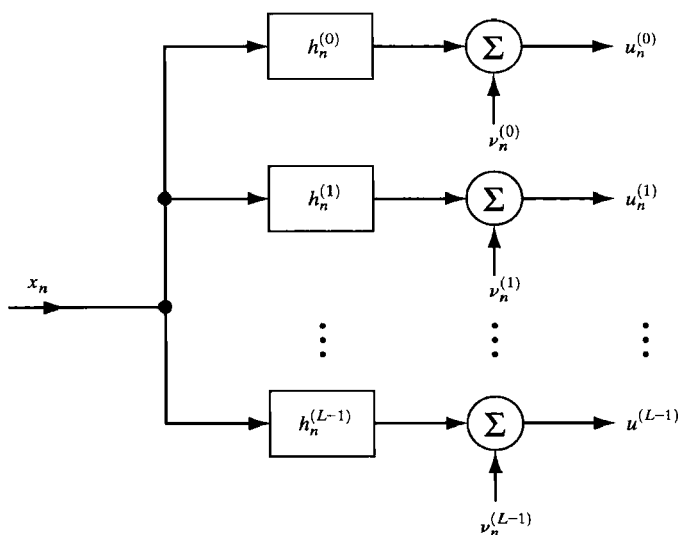 h_n^{(0)} Σ u_n^{(0)}
ν_n^{(0)}
h_n^{(1)} Σ u_n^{(1)}
ν_n^{(1)}
x_n
h_n^{(L-1)} Σ u^{(L-1)}
ν_n^{(L-1)}